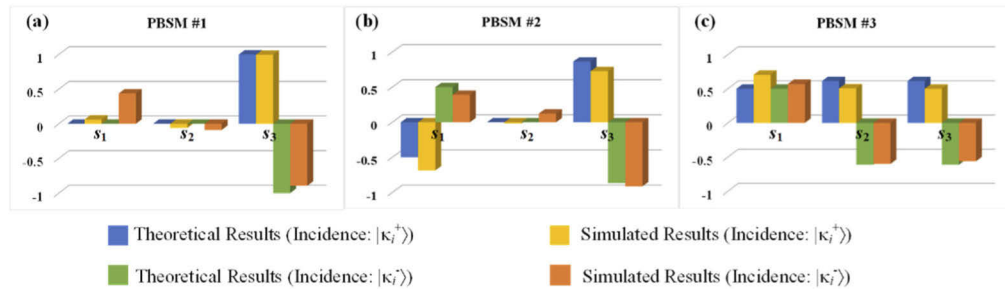 (a) PBSM #1
1
0.5
0
-0.5
-1
s₁ s₂ s₃
(b) PBSM #2
1
0.5
0
-0.5
-1
s₁ s₂ s₃
(c) PBSM #3
1
0.5
0
-0.5
-1
s₁ s₂ s₃
Theoretical Results (Incidence: |κᵢ⁺⟩)
Simulated Results (Incidence: |κᵢ⁺⟩)
Theoretical Results (Incidence: |κᵢ⁻⟩)
Simulated Results (Incidence: |κᵢ⁻⟩)